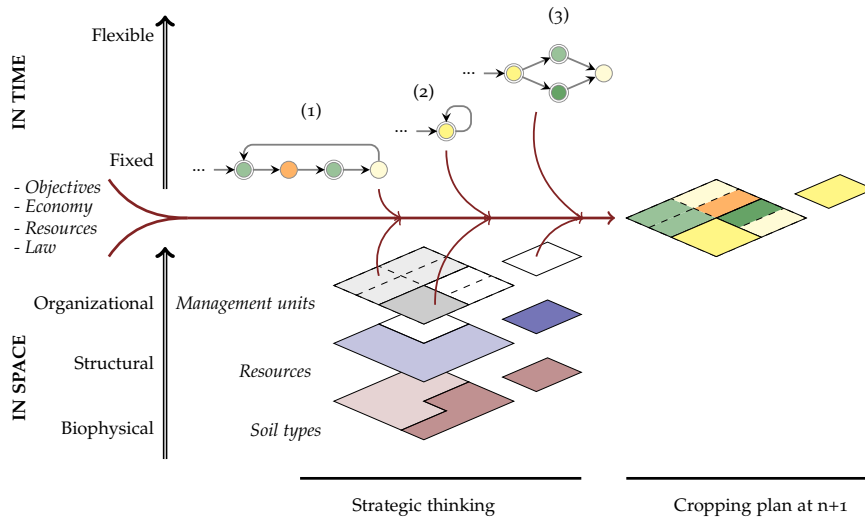 (3)
Flexible
...
(2)
IN TIME
(1)
...
Fixed
...
- Objectives
- Economy
- Resources
- Law
Organizational
Management units
IN SPACE
Structural
Resources
Biophysical
Soil types
Strategic thinking
Cropping plan at n+1